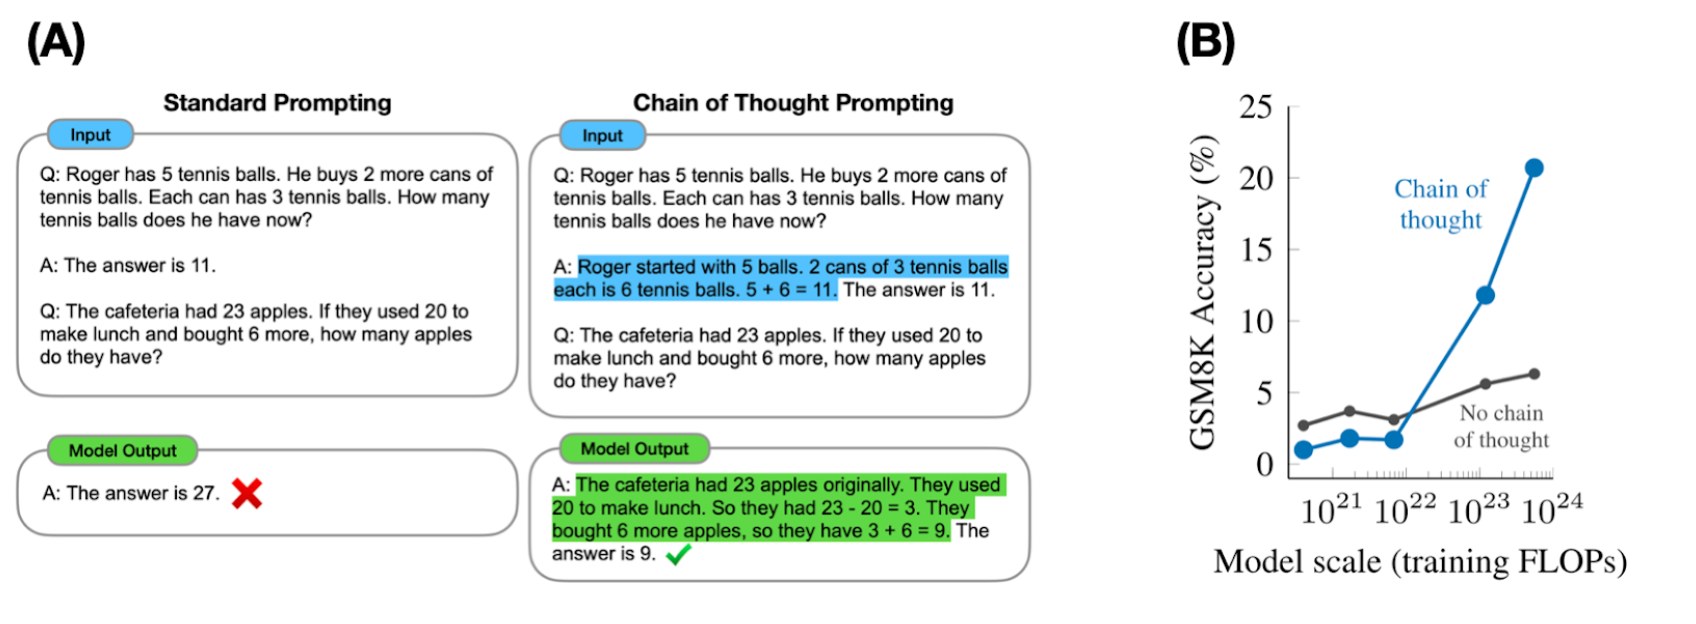 (A)
Standard Prompting
Input
Q: Roger has 5 tennis balls. He buys 2 more cans of
tennis balls. Each can has 3 tennis balls. How many
tennis balls does he have now?
A: The answer is 11.
Q: The cafeteria had 23 apples. If they used 20 to
make lunch and bought 6 more, how many apples
do they have?
Model Output
A: The answer is 27.
Chain of Thought Prompting
Input
Q: Roger has 5 tennis balls. He buys 2 more cans of
tennis balls. Each can has 3 tennis balls. How many
tennis balls does he have now?
A: Roger started with 5 balls. 2 cans of 3 tennis balls
each is 6 tennis balls. 5 + 6 = 11. The answer is 11.
Q: The cafeteria had 23 apples. If they used 20 to
make lunch and bought 6 more, how many apples
do they have?
Model Output
A: The cafeteria had 23 apples originally. They used
20 to make lunch. So they had 23 - 20 = 3. They
bought 6 more apples, so they have 3 + 6 = 9. The
answer is 9.
(B)
GSM8K Accuracy (%)
25
20
15
10
5
0
Chain of
thought
No chain
of thought
10²¹ 10²² 10²³ 10²⁴
Model scale (training FLOPs)